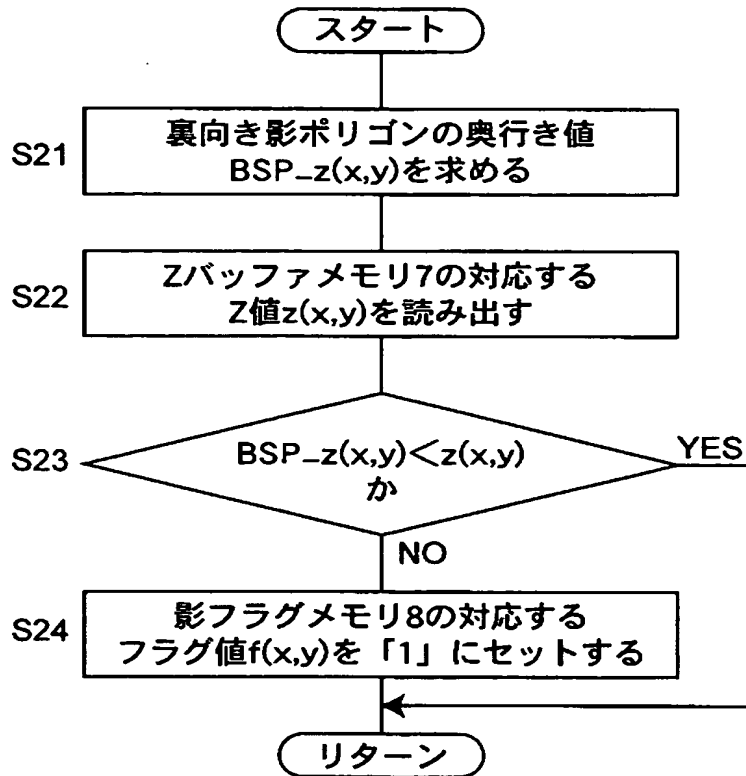 スタート
S21
裏向き影ポリゴンの奥行き値
BSP_z(x,y)を求める
S22
Zバッファメモリ7の対応する
Z値z(x,y)を読み出す
S23
BSP_z(x,y)<z(x,y)
か
YES
NO
S24
影フラグメモリ8の対応する
フラグ値f(x,y)を「1」にセットする
リターン